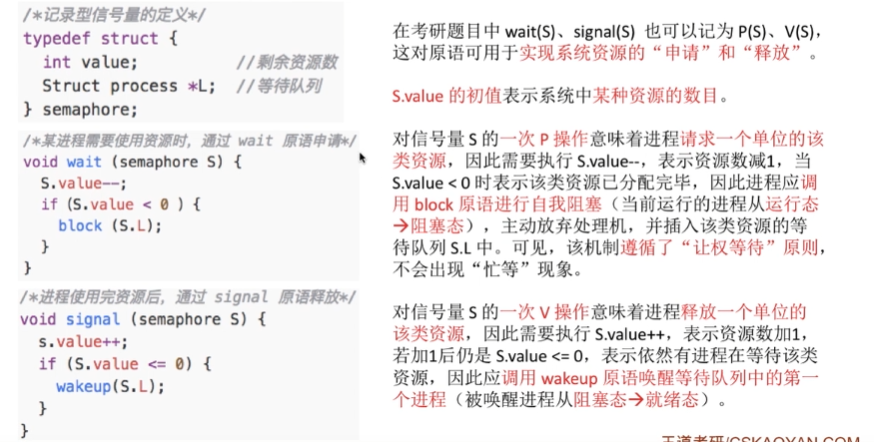 /*记录型信号量的定义*/
typedef struct {
int value; //剩余资源数
Struct process *L; //等待队列
} semaphore;
/*某进程需要使用资源时，通过 wait 原语申请*/
void wait (semaphore S) {
S.value--;
if (S.value < 0 ) {
block (S.L);
}
}
/*进程使用完资源后，通过 signal 原语释放*/
void signal (semaphore S) {
s.value++;
if (S.value <= 0) {
wakeup(S.L);
}
}
在考研题目中 wait(S)、signal(S) 也可以记为 P(S)、V(S)，
这对原语可用于实现系统资源的“申请”和“释放”。
S.value 的初值表示系统中某种资源的数目。
对信号量 S 的一次 P 操作意味着进程请求一个单位的该
类资源，因此需要执行 S.value--，表示资源数减1，当
S.value < 0 时表示该类资源已分配完毕，因此进程应调
用 block 原语进行自我阻塞（当前运行的进程从运行态
→阻塞态），主动放弃处理机，并插入该类资源的等
待队列 S.L 中。可见，该机制遵循了“让权等待”原则，
不会出现“忙等”现象。
对信号量 S 的一次 V 操作意味着进程释放一个单位的
该类资源，因此需要执行 S.value++，表示资源数加1，
若加1后仍是 S.value <= 0，表示依然有进程在等待该类
资源，因此应调用 wakeup 原语唤醒等待队列中的第一
个进程（被唤醒进程从阻塞态→就绪态）。
王道考研/CSKAOYAN.COM